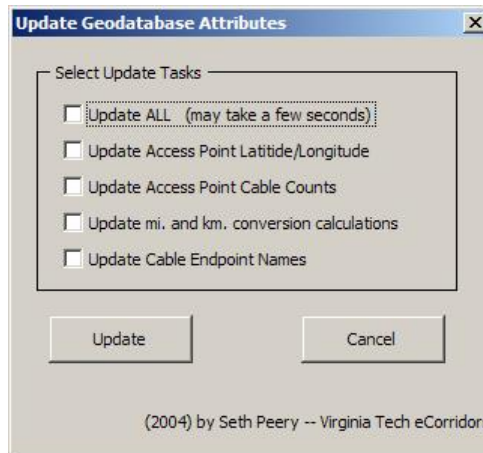 Update Geodatabase Attributes
Select Update Tasks
Update ALL (may take a few seconds)
Update Access Point Latitide/Longitude
Update Access Point Cable Counts
Update mi. and km. conversion calculations
Update Cable Endpoint Names
Update Cancel
(2004) by Seth Peery -- Virginia Tech eCorridor